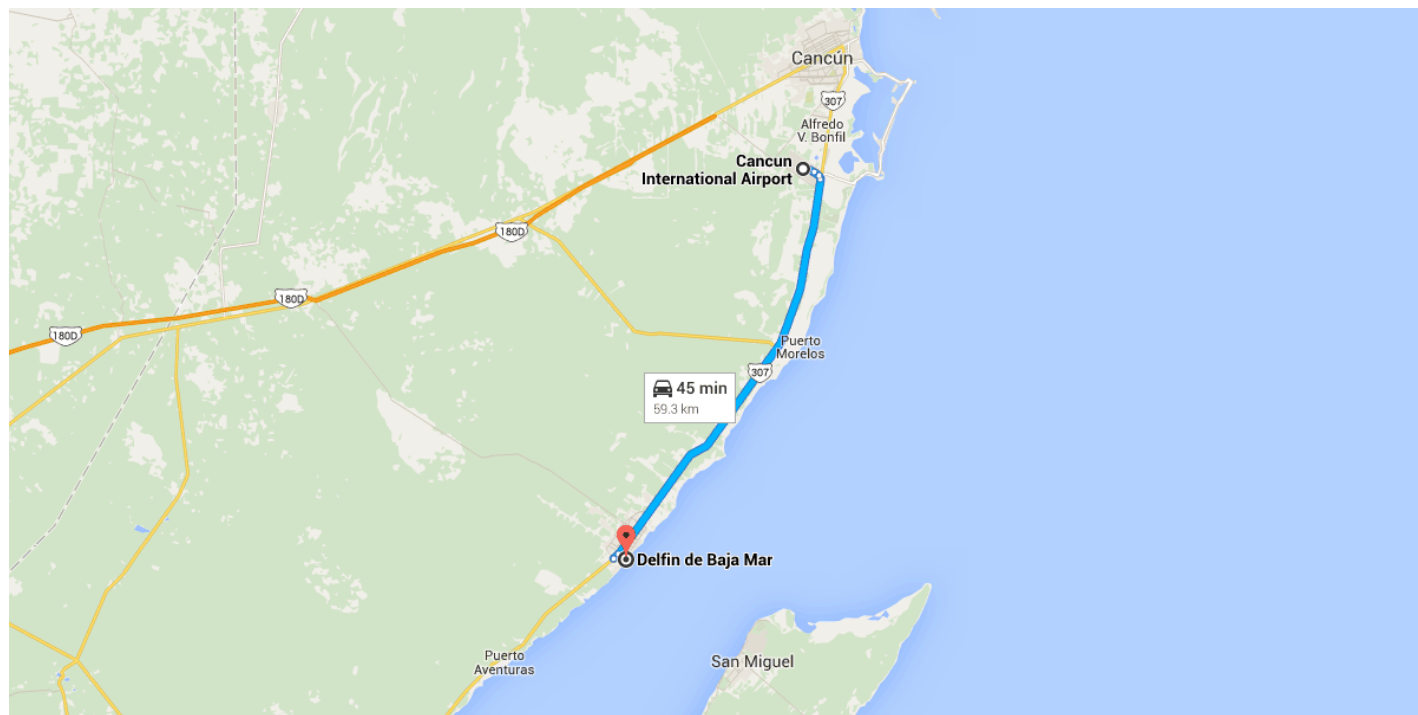 Cancún
307
Alfredo
V. Bonfil
Cancun
International Airport
180D
180D
180D
Puerto
Morelos
307
45 min
59.3 km
Delfin de Baja Mar
Puerto
Aventuras
San Miguel